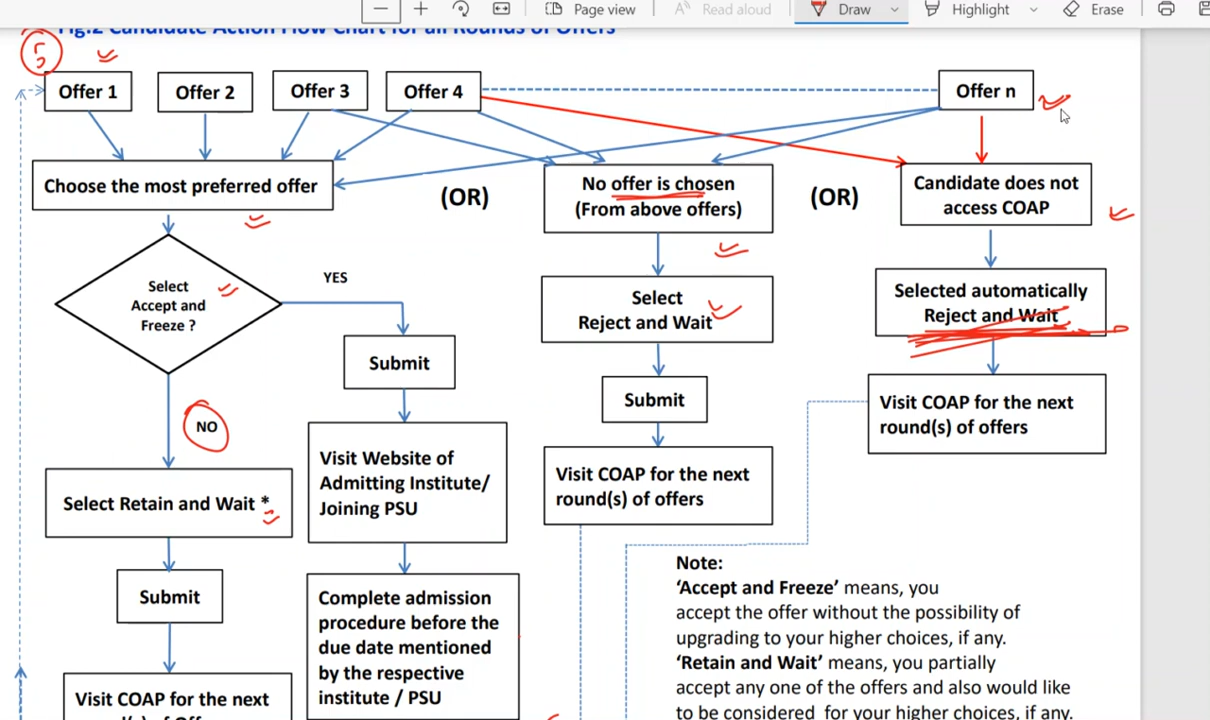 Page view
Read aloud
Draw
Highlight
Erase
Fig.2 Candidate Action Flow Chart for all Rounds of Offers
Offer 1
Offer 2
Offer 3
Offer 4
Offer n
Choose the most preferred offer
(OR)
No offer is chosen
(From above offers)
(OR)
Candidate does not
access COAP
Select
Accept and
Freeze ?
YES
NO
Select
Reject and Wait
Selected automatically
Reject and Wait
Submit
Submit
Visit COAP for the next
round(s) of offers
Visit Website of
Admitting Institute/
Joining PSU
Visit COAP for the next
round(s) of offers
Select Retain and Wait *
Submit
Complete admission
procedure before the
due date mentioned
by the respective
institute / PSU
Visit COAP for the next
Note:
‘Accept and Freeze’ means, you
accept the offer without the possibility of
upgrading to your higher choices, if any.
‘Retain and Wait’ means, you partially
accept any one of the offers and also would like
to be considered for your higher choices, if any.